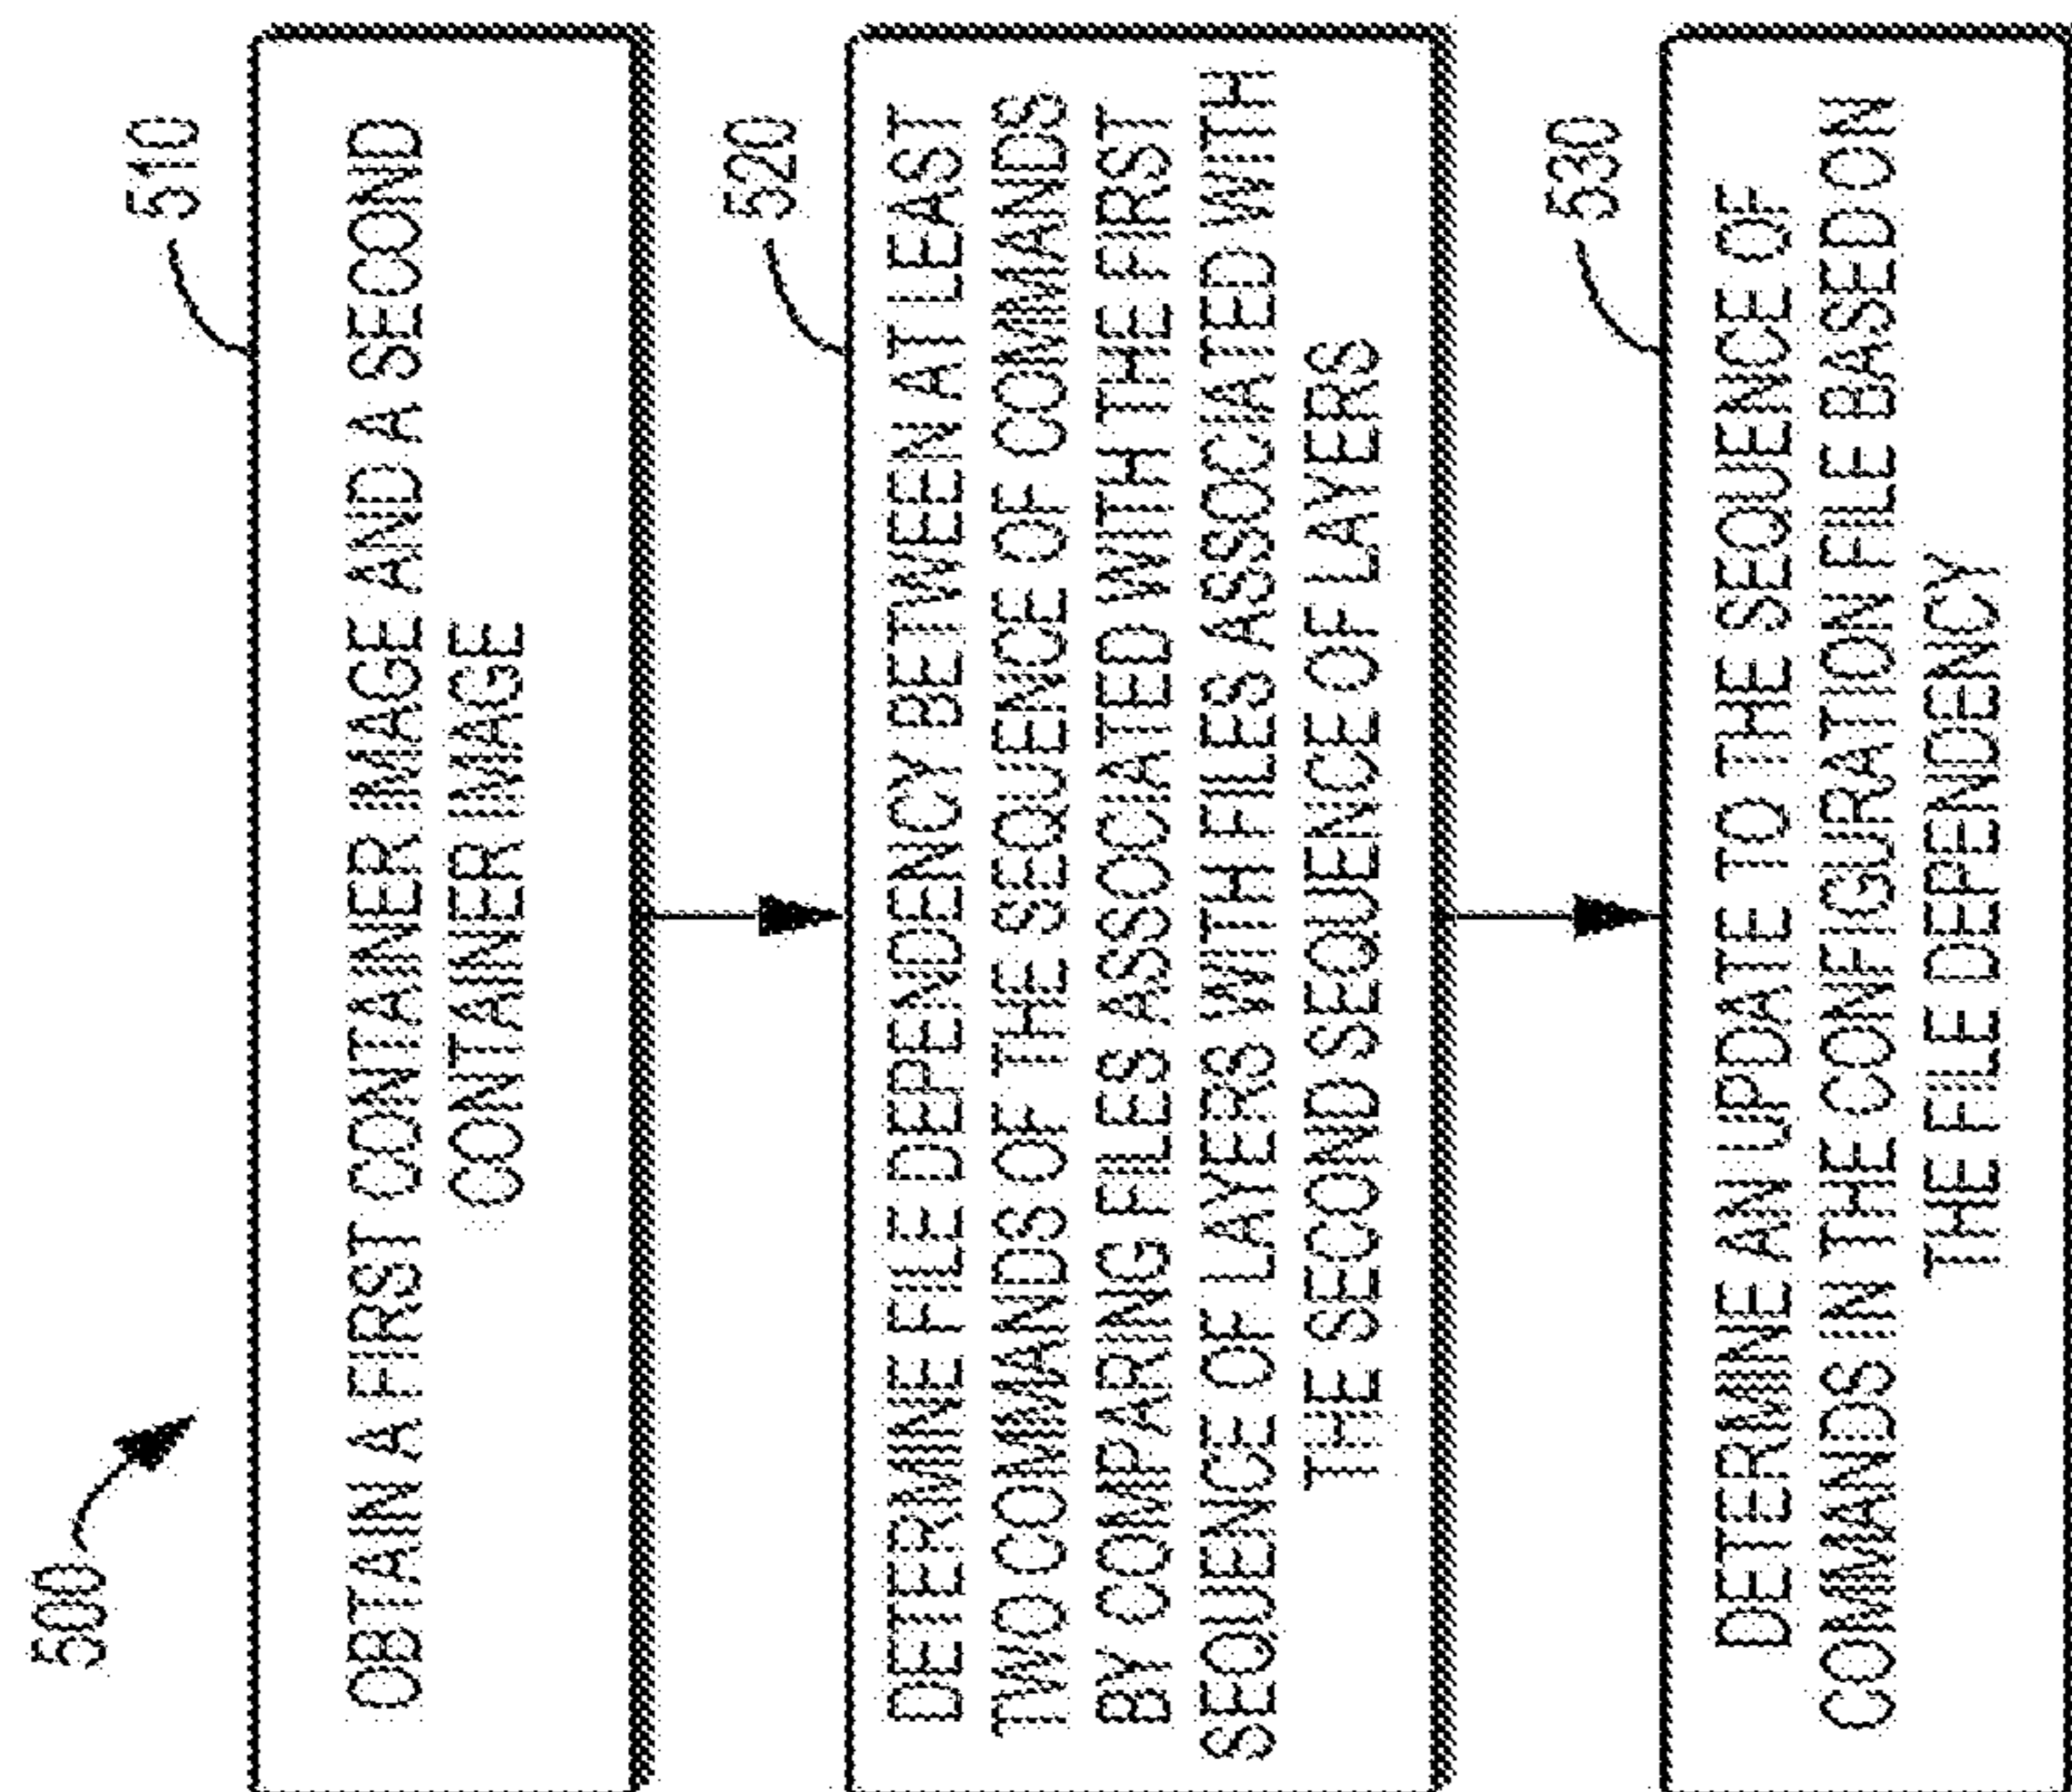 500
510
OBTAIN A FIRST CONTAINER IMAGE AND A SECOND
CONTAINER IMAGE
520
DETERMINE FILE DEPENDENCY BETWEEN AT LEAST
TWO COMMANDS OF THE SEQUENCE OF COMMANDS
BY COMPARING FILES ASSOCIATED WITH THE FIRST
SEQUENCE OF LAYERS WITH FILES ASSOCIATED WITH
THE SECOND SEQUENCE OF LAYERS
530
DETERMINE AN UPDATE TO THE SEQUENCE OF
COMMANDS IN THE CONFIGURATION FILE BASED ON
THE FILE DEPENDENCY